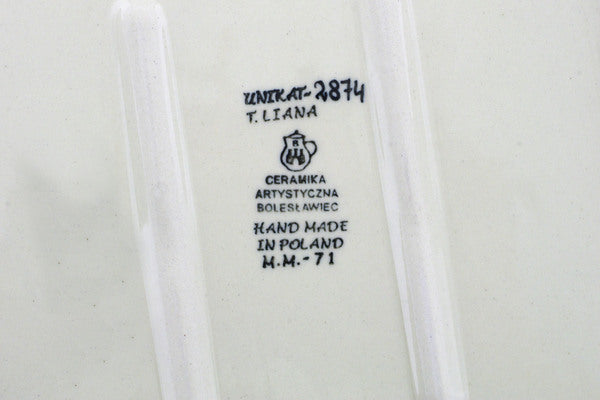 UNIKAT-2874
T. LIANA
B
CERAMIKA
ARTYSTYCZNA
BOLESŁAWIEC
HAND MADE
IN POLAND
M.M.-71